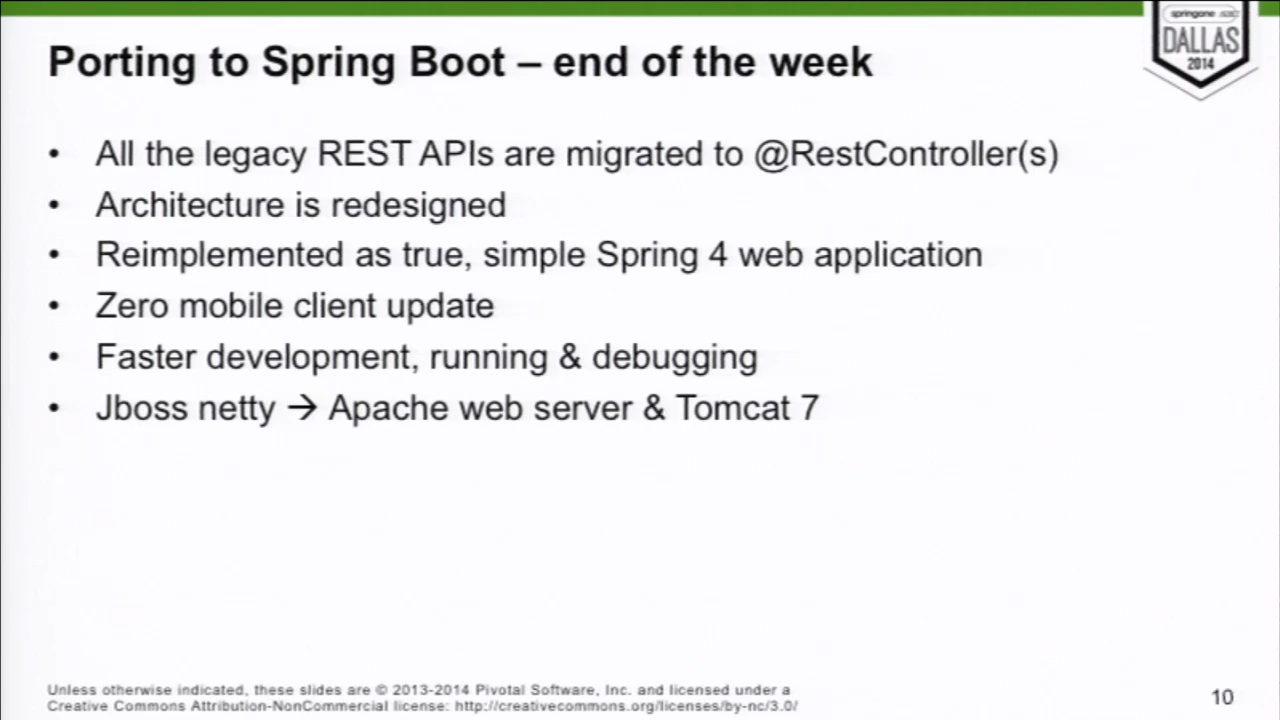 springone
DALLAS
2014
Porting to Spring Boot – end of the week
• All the legacy REST APIs are migrated to @RestController(s)
• Architecture is redesigned
• Reimplemented as true, simple Spring 4 web application
• Zero mobile client update
• Faster development, running & debugging
• Jboss netty → Apache web server & Tomcat 7
Unless otherwise indicated, these slides are © 2013-2014 Pivotal Software, Inc. and licensed under a
Creative Commons Attribution-NonCommercial license: http://creativecommons.org/licenses/by-nc/3.0/
10